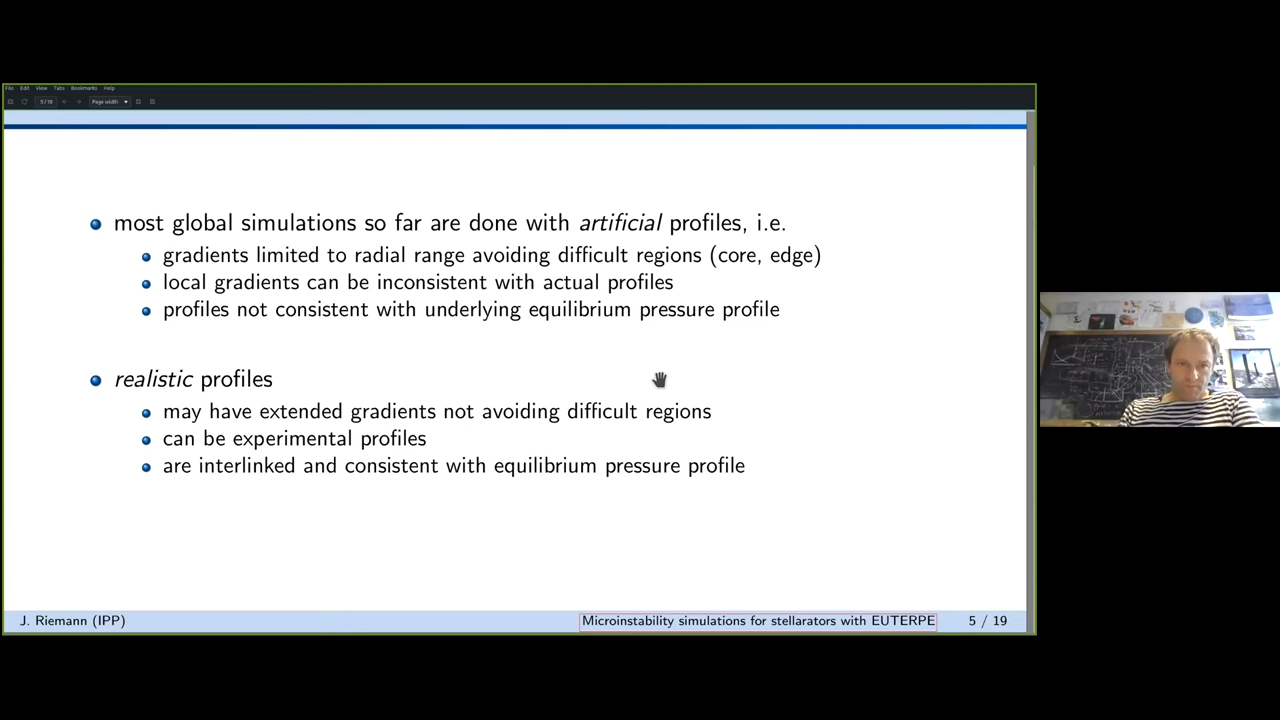 File Edit View Tabs Bookmarks Help
5 / 19 Page width
most global simulations so far are done with artificial profiles, i.e.
gradients limited to radial range avoiding difficult regions (core, edge)
local gradients can be inconsistent with actual profiles
profiles not consistent with underlying equilibrium pressure profile
realistic profiles
may have extended gradients not avoiding difficult regions
can be experimental profiles
are interlinked and consistent with equilibrium pressure profile
J. Riemann (IPP) Microinstability simulations for stellarators with EUTERPE 5 / 19